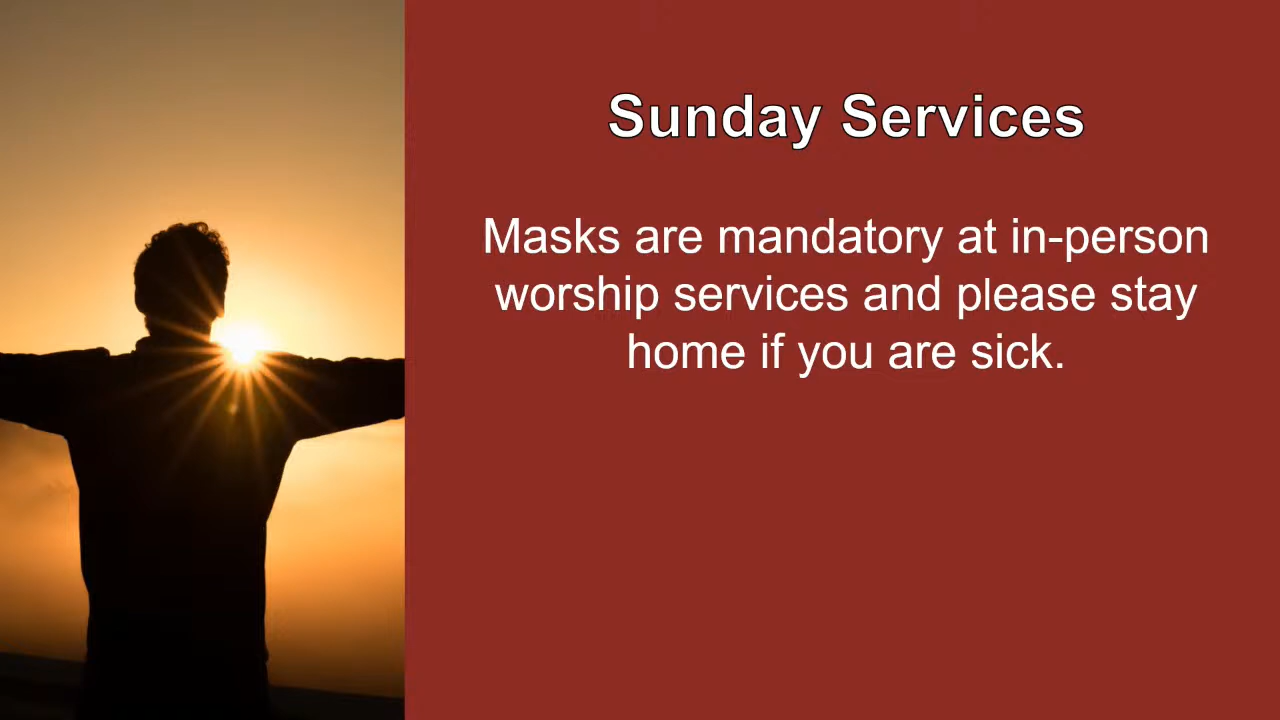 Sunday Services
Masks are mandatory at in-person
worship services and please stay
home if you are sick.